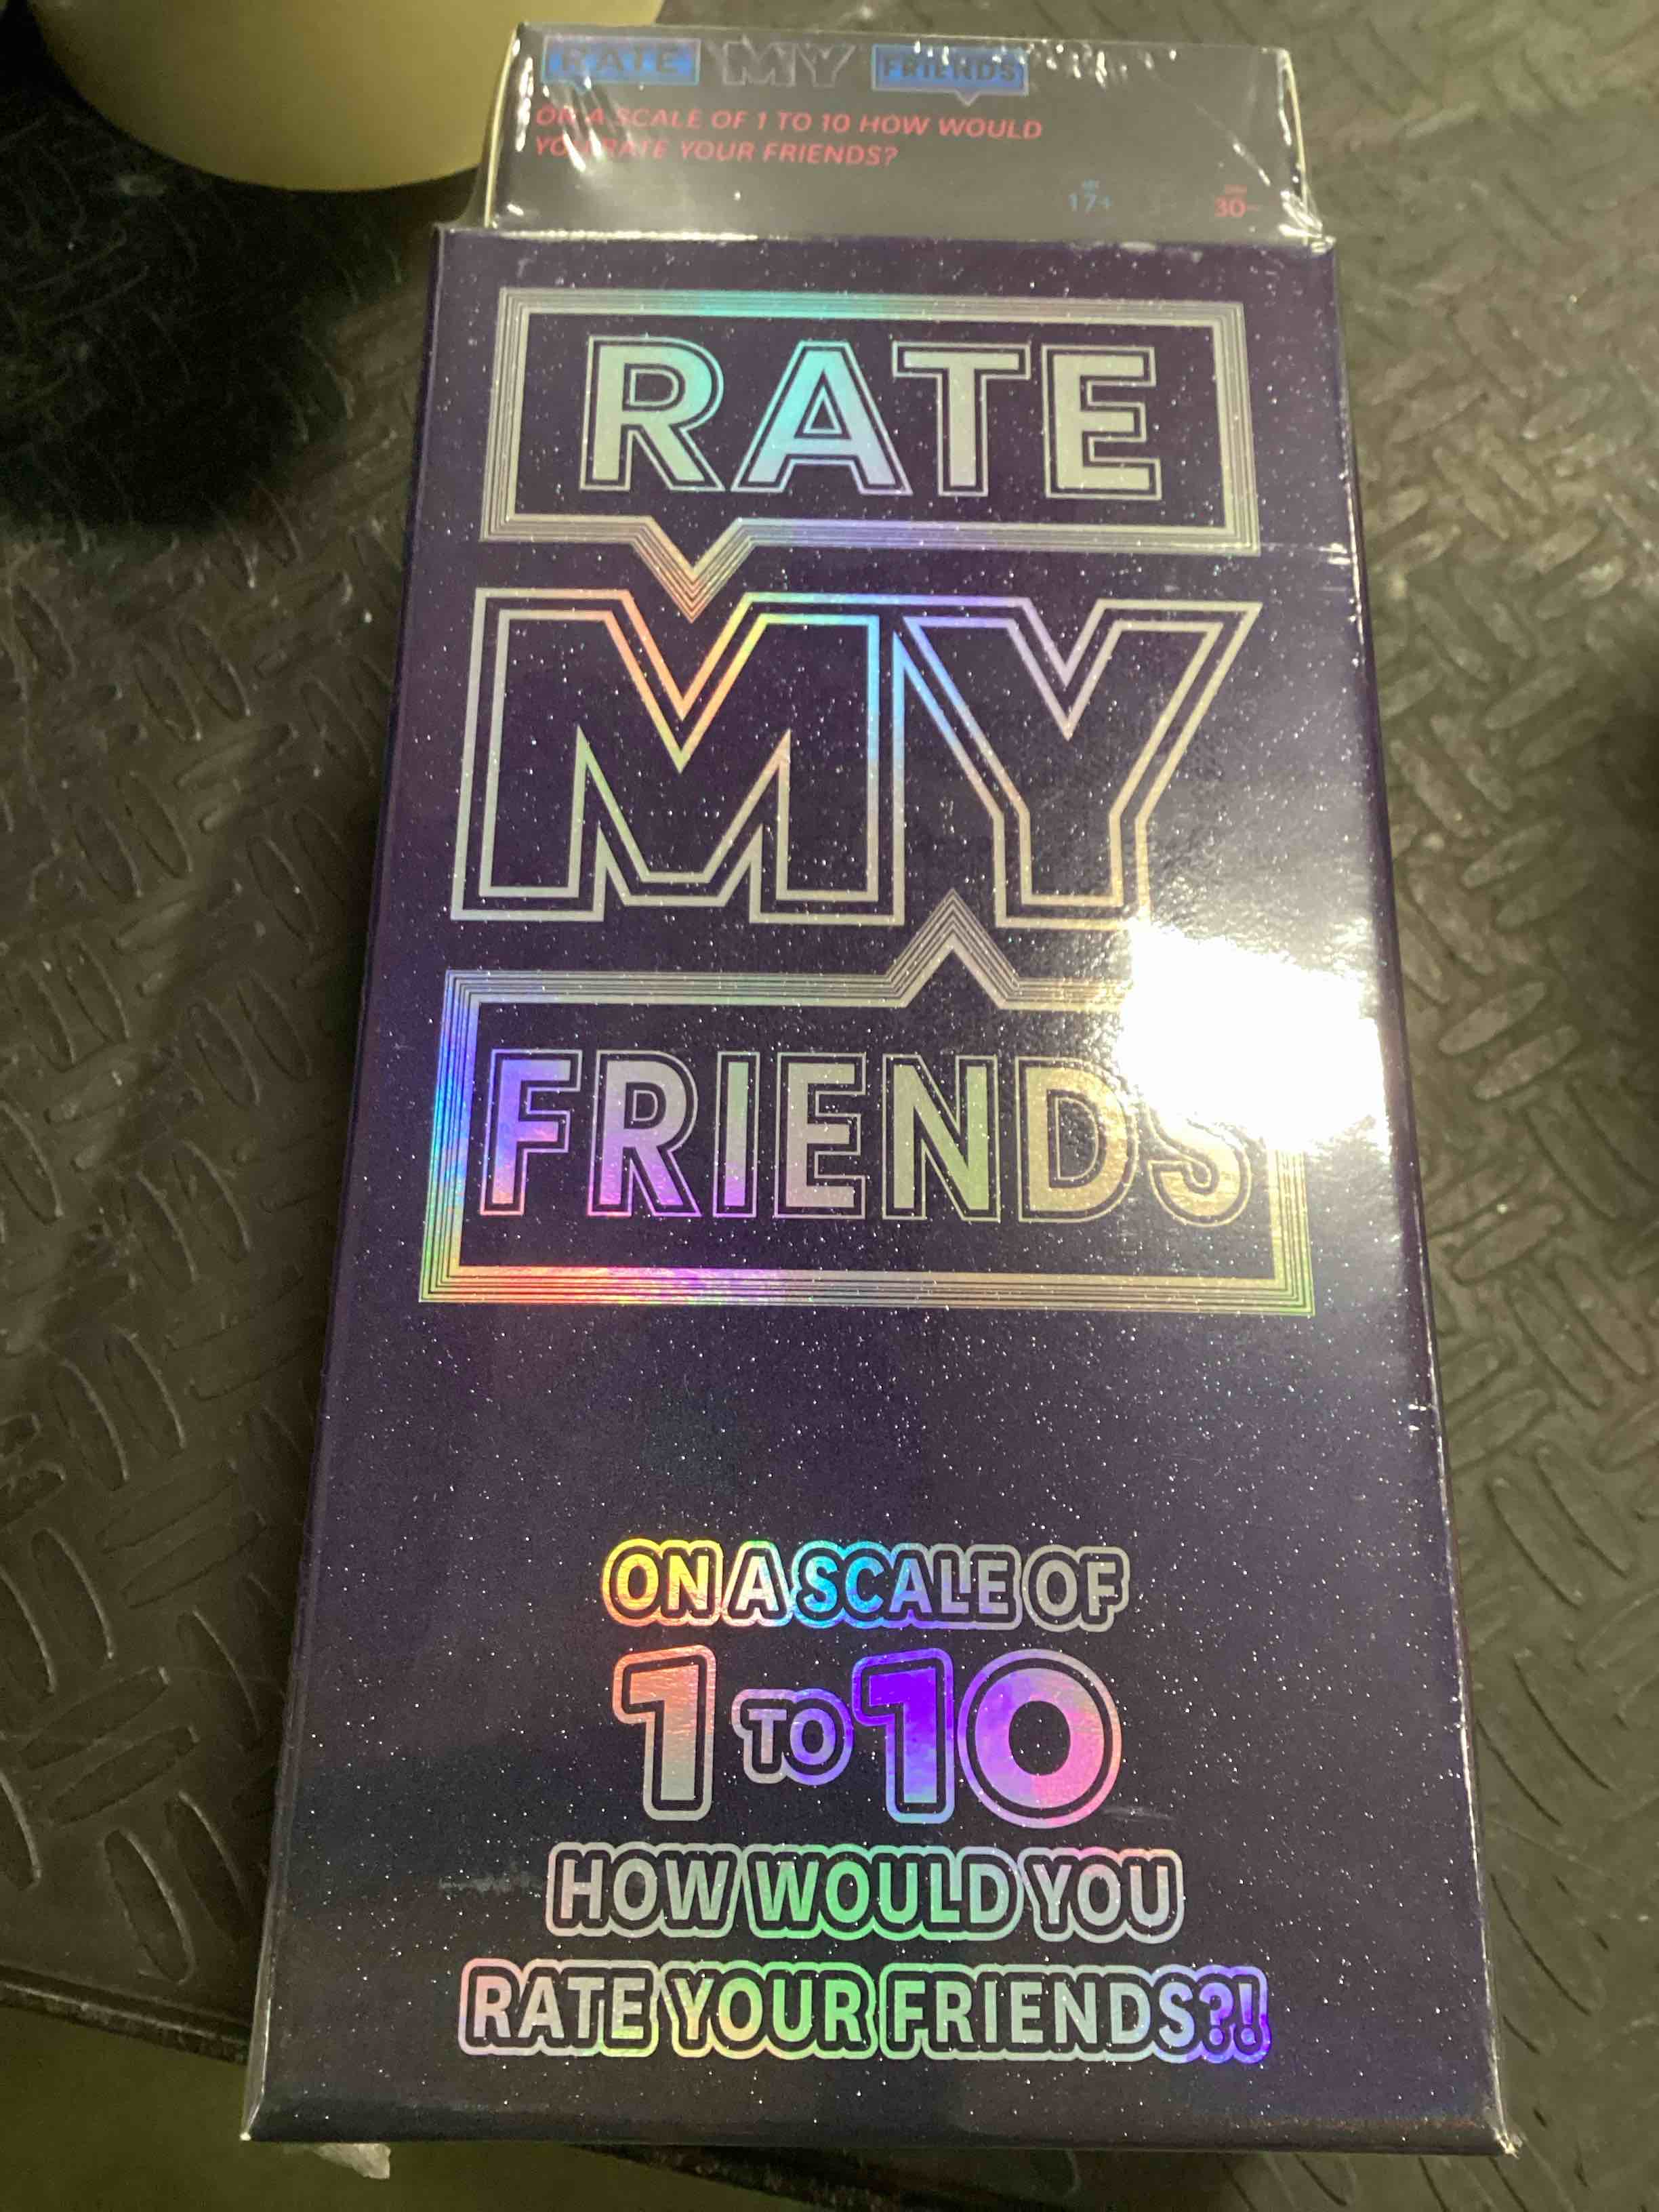 RATE MY FRIENDS
ON A SCALE OF 1 TO 10 HOW WOULD
YOU RATE YOUR FRIENDS?
17+
30
RATE
MY
FRIENDS
ON A SCALE OF
1 TO 10
HOW WOULD YOU
RATE YOUR FRIENDS?!